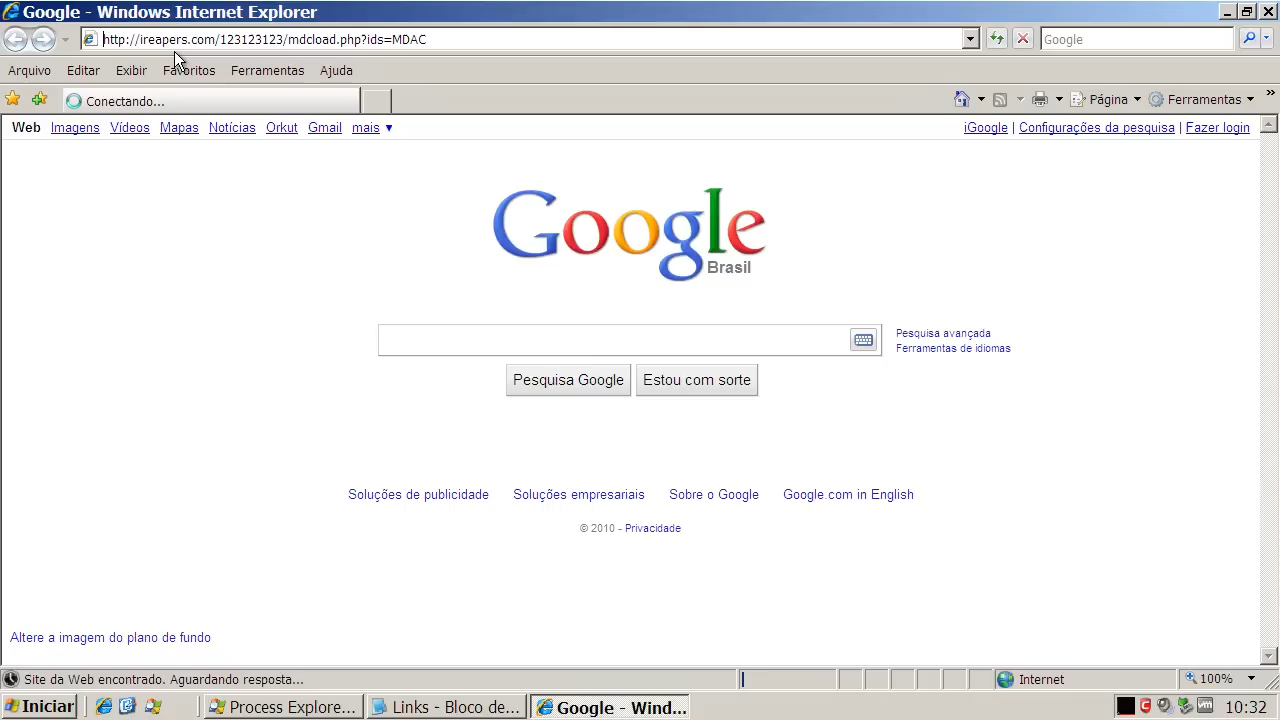 Google - Windows Internet Explorer
http://ireapers.com/123123123/mdcload.php?ids=MDAC
Google
Arquivo Editar Exibir Favoritos Ferramentas Ajuda
Conectando...
Página Ferramentas
Web Imagens Vídeos Mapas Notícias Orkut Gmail mais ▼
iGoogle | Configurações da pesquisa | Fazer login
Google
Brasil
Pesquisa avançada
Ferramentas de idiomas
Pesquisa Google Estou com sorte
Soluções de publicidade Soluções empresariais Sobre o Google Google.com in English
© 2010 - Privacidade
Altere a imagem do plano de fundo
Site da Web encontrado. Aguardando resposta... Internet 100%
Iniciar Process Explore... Links - Bloco de... Google - Wind... 10:32